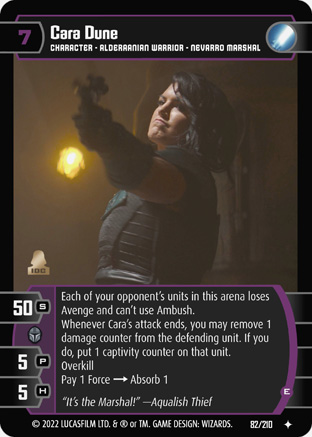 7
Cara Dune
CHARACTER - ALDERAANIAN WARRIOR - NEVARRO MARSHAL
IDC
50 S
5 P
5 H
Each of your opponent's units in this arena loses
Avenge and can't use Ambush.
Whenever Cara's attack ends, you may remove 1
damage counter from the defending unit. If you
do, put 1 captivity counter on that unit.
Overkill
Pay 1 Force → Absorb 1
"It's the Marshal!" —Aqualish Thief
E
© 2022 LUCASFILM LTD. & ® or TM. GAME DESIGN: WIZARDS.
82/210